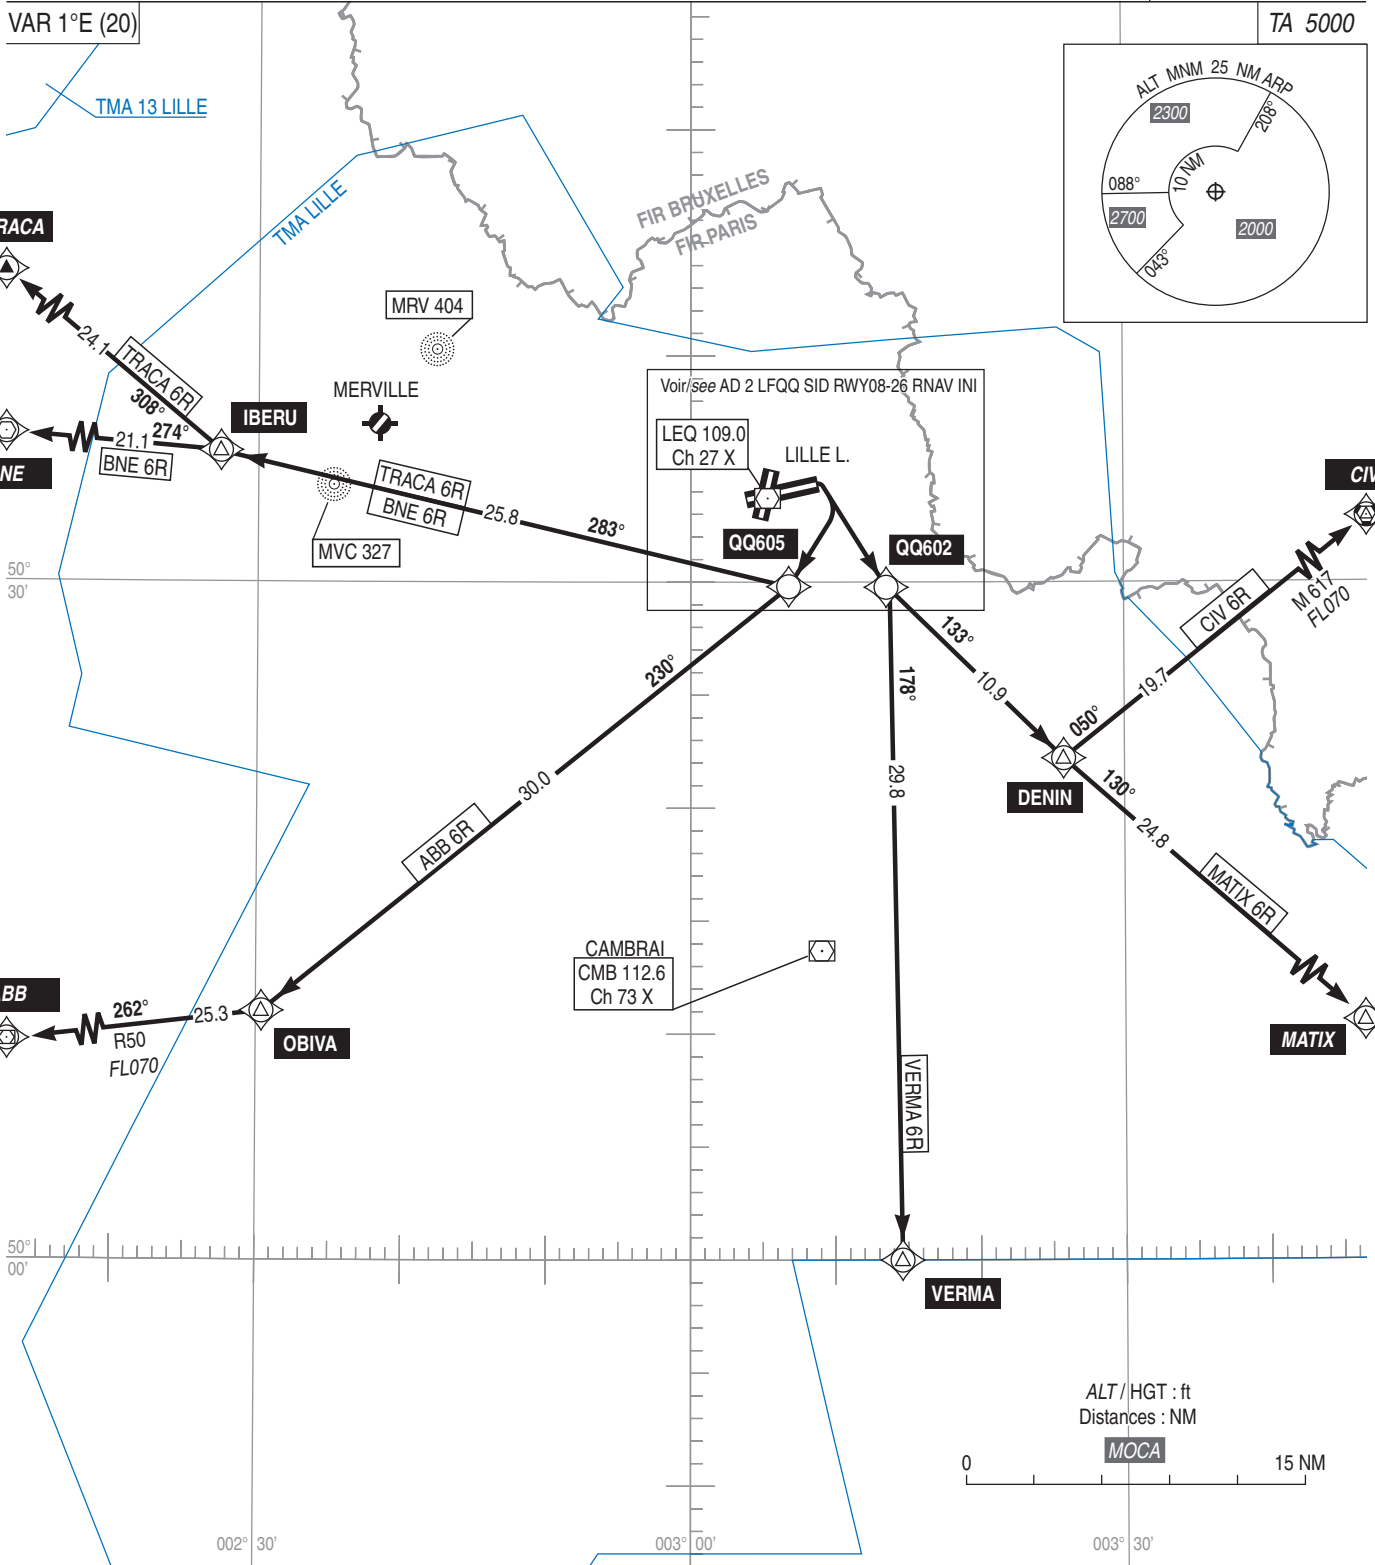 VAR 1°E (20)
TA 5000
ALT MNM 25 NM ARP
2300
208°
10 NM
088°
2700
2000
043°
TMA 13 LILLE
TMA LILLE
FIR BRUXELLES
FIR PARIS
RACA
24.1
TRACA 6R
308°
MRV 404
MERVILLE
IBERU
274°
21.1
BNE 6R
NE
TRACA 6R
BNE 6R
25.8
283°
MVC 327
Voir/see AD 2 LFQQ SID RWY08-26 RNAV INI
LEQ 109.0
Ch 27 X
LILLE L.
QQ605
QQ602
CIV
M 617
FL070
CIV 6R
19.7
050°
50°
30'
133°
10.9
178°
29.8
230°
30.0
ABB 6R
DENIN
130°
24.8
MATIX 6R
MATIX
CAMBRAI
CMB 112.6
Ch 73 X
BB
262°
25.3
R50
FL070
OBIVA
VERMA 6R
50°
00'
VERMA
ALT / HGT : ft
Distances : NM
MOCA
0
15 NM
002° 30'
003° 00'
003° 30'